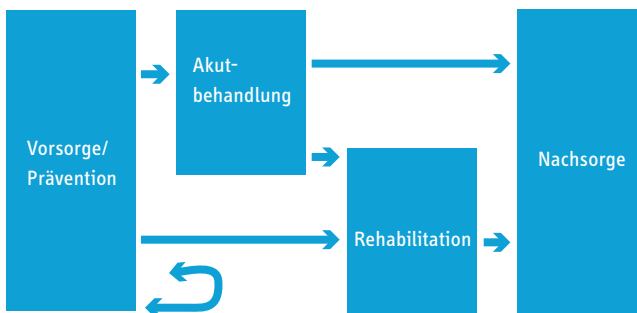 Vorsorge/
Prävention
Akut-
behandlung
Rehabilitation
Nachsorge